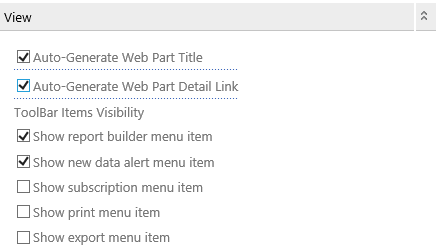 View
Auto-Generate Web Part Title
Auto-Generate Web Part Detail Link
ToolBar Items Visibility
Show report builder menu item
Show new data alert menu item
Show subscription menu item
Show print menu item
Show export menu item